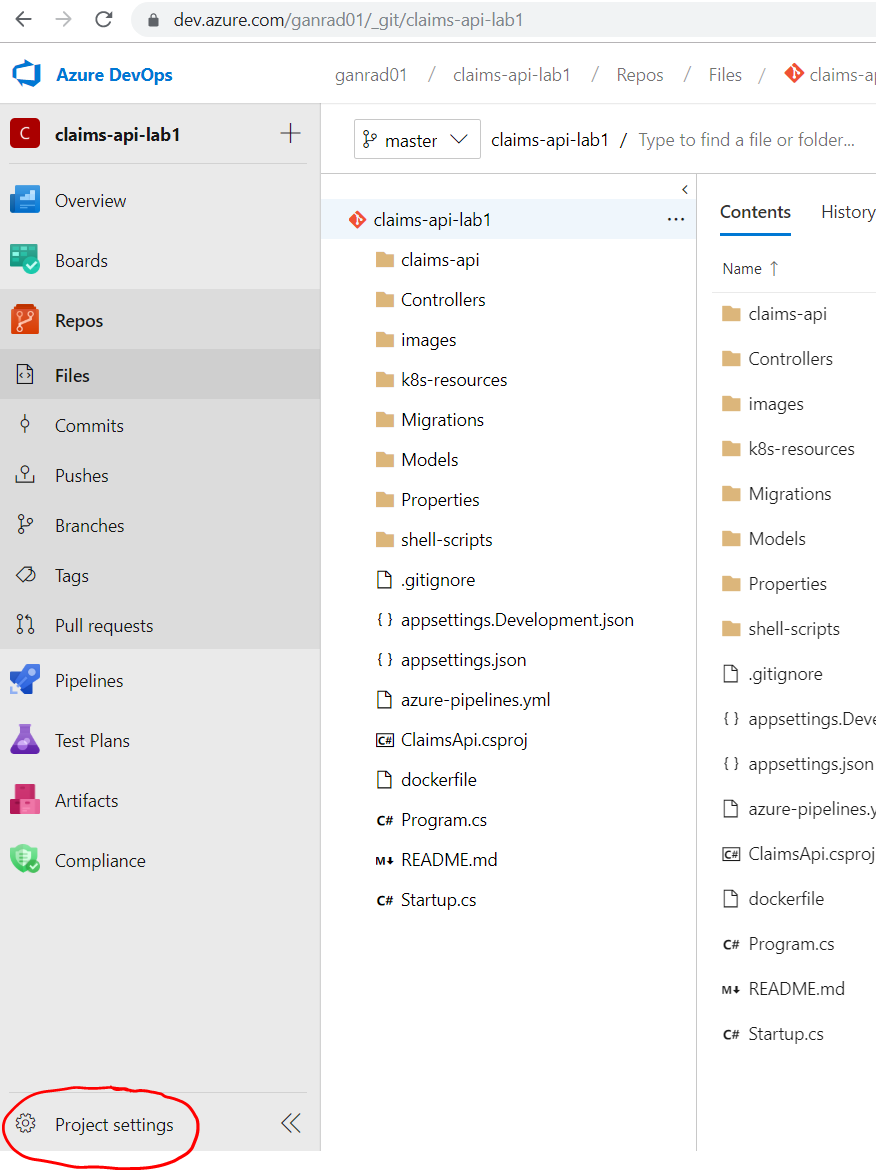 dev.azure.com/ganrad01/_git/claims-api-lab1
Azure DevOps
ganrad01 / claims-api-lab1 / Repos / Files / claims-ap
C claims-api-lab1
Overview
Boards
Repos
Files
Commits
Pushes
Branches
Tags
Pull requests
Pipelines
Test Plans
Artifacts
Compliance
Project settings
master claims-api-lab1 / Type to find a file or folder...
claims-api-lab1
claims-api
Controllers
images
k8s-resources
Migrations
Models
Properties
shell-scripts
.gitignore
{ } appsettings.Development.json
{ } appsettings.json
azure-pipelines.yml
C# ClaimsApi.csproj
dockerfile
C# Program.cs
M↓ README.md
C# Startup.cs
Contents History
Name ↑
claims-api
Controllers
images
k8s-resources
Migrations
Models
Properties
shell-scripts
.gitignore
{ } appsettings.Deve
{ } appsettings.json
azure-pipelines.y
C# ClaimsApi.csproj
dockerfile
C# Program.cs
M↓ README.md
C# Startup.cs